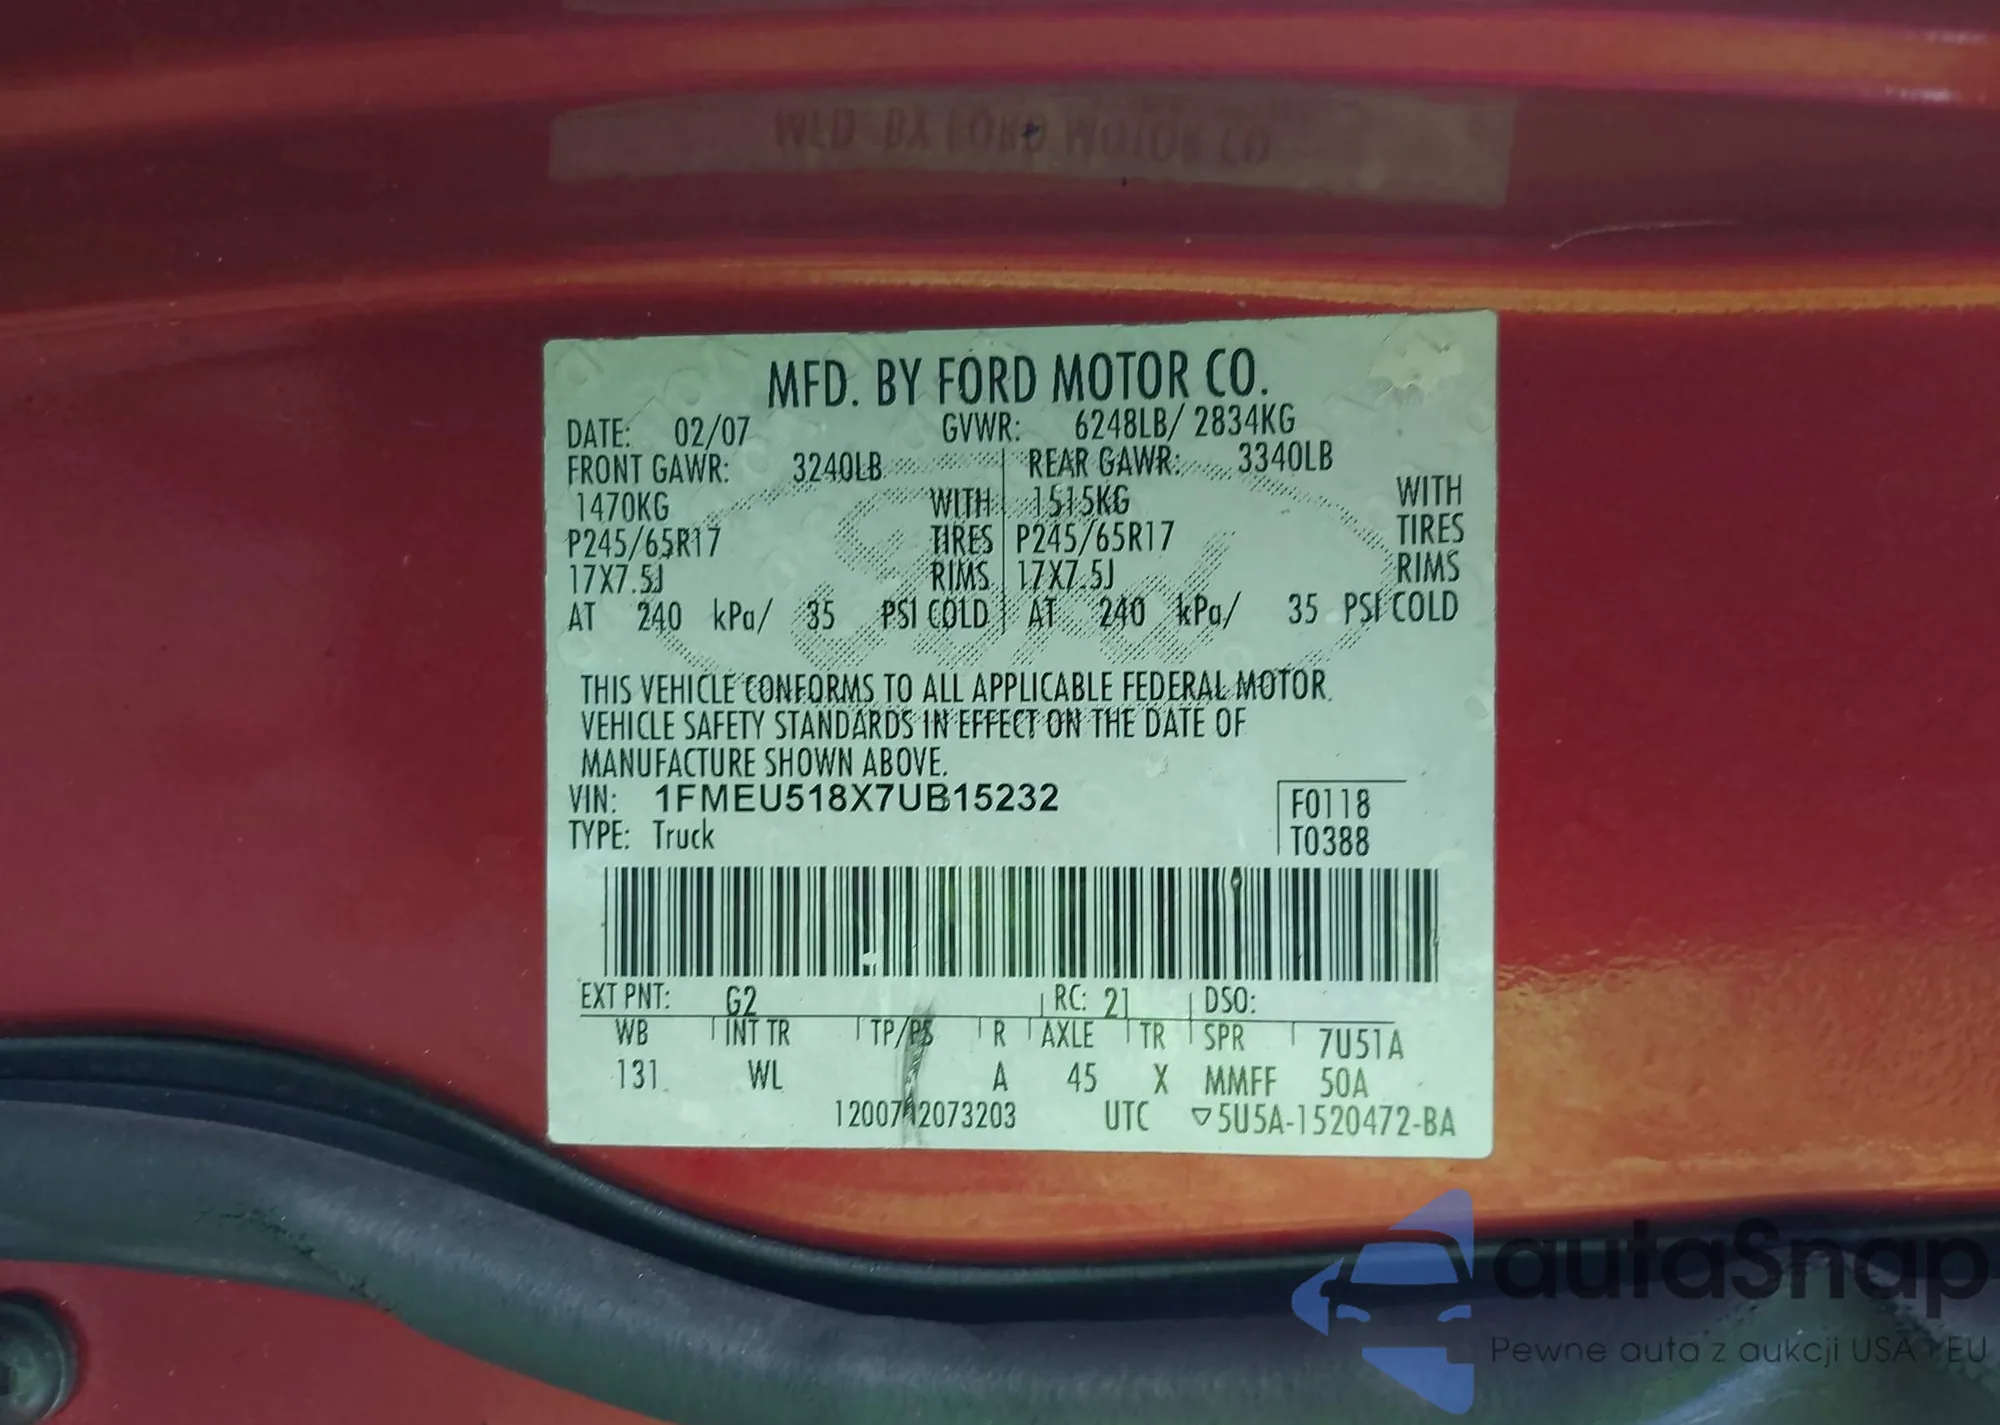 MFD. BY FORD MOTOR CO.
MFD. BY FORD MOTOR CO.
DATE: 02/07 GVWR: 6248LB/ 2834KG
FRONT GAWR: 3240LB REAR GAWR: 3340LB
1470KG WITH 1515KG WITH
P245/65R17 TIRES P245/65R17 TIRES
17X7.5J RIMS 17X7.5J RIMS
AT 240 kPa/ 35 PSI COLD AT 240 kPa/ 35 PSI COLD
THIS VEHICLE CONFORMS TO ALL APPLICABLE FEDERAL MOTOR
VEHICLE SAFETY STANDARDS IN EFFECT ON THE DATE OF
MANUFACTURE SHOWN ABOVE.
VIN: 1FMEU518X7UB15232 F0118
TYPE: Truck T0388
EXT PNT: G2 RC: 21 DSO:
WB INT TR TP/PS R AXLE TR SPR 7U51A
131 WL A 45 X MMFF 50A
12007 2073203 UTC ▽5U5A-1520472-BA
autaSnap
Pewne auta z aukcji USA i EU